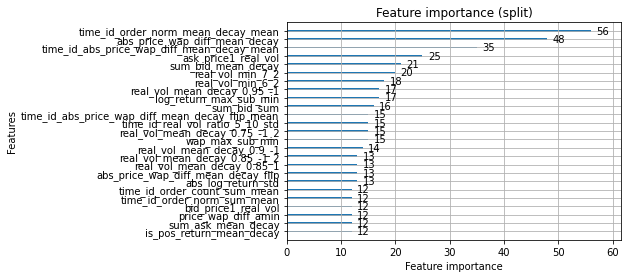 Feature importance (split)
time_id_order_norm_mean_decay_mean 56
abs_price_wap_diff_mean_decay 48
time_id_abs_price_wap_diff_mean_decay_mean 35
ask_price1_real_vol 25
sum_bid_mean_decay 21
real_vol_min_7_2 20
real_vol_min_6_2 18
real_vol_mean_decay_0.95_-1 17
log_return_max_sub_min 17
sum_bid_sum 16
time_id_abs_price_wap_diff_mean_decay_flip_mean 15
time_id_real_vol_ratio_5_10_std 15
real_vol_mean_decay_0.75_-1_2 15
wap_max_sub_min 15
real_vol_mean_decay_0.9_-1 14
real_vol_mean_decay_0.85_-1_2 13
real_vol_mean_decay_0.85_1 13
abs_price_wap_diff_mean_decay_flip 13
abs_log_return_std 13
time_id_order_count_sum_mean 12
time_id_order_norm_sum_mean 12
bid_price1_real_vol 12
price_wap_diff_amin 12
sum_ask_mean_decay 12
is_pos_return_mean_decay 12
Features
0 10 20 30 40 50 60
Feature importance